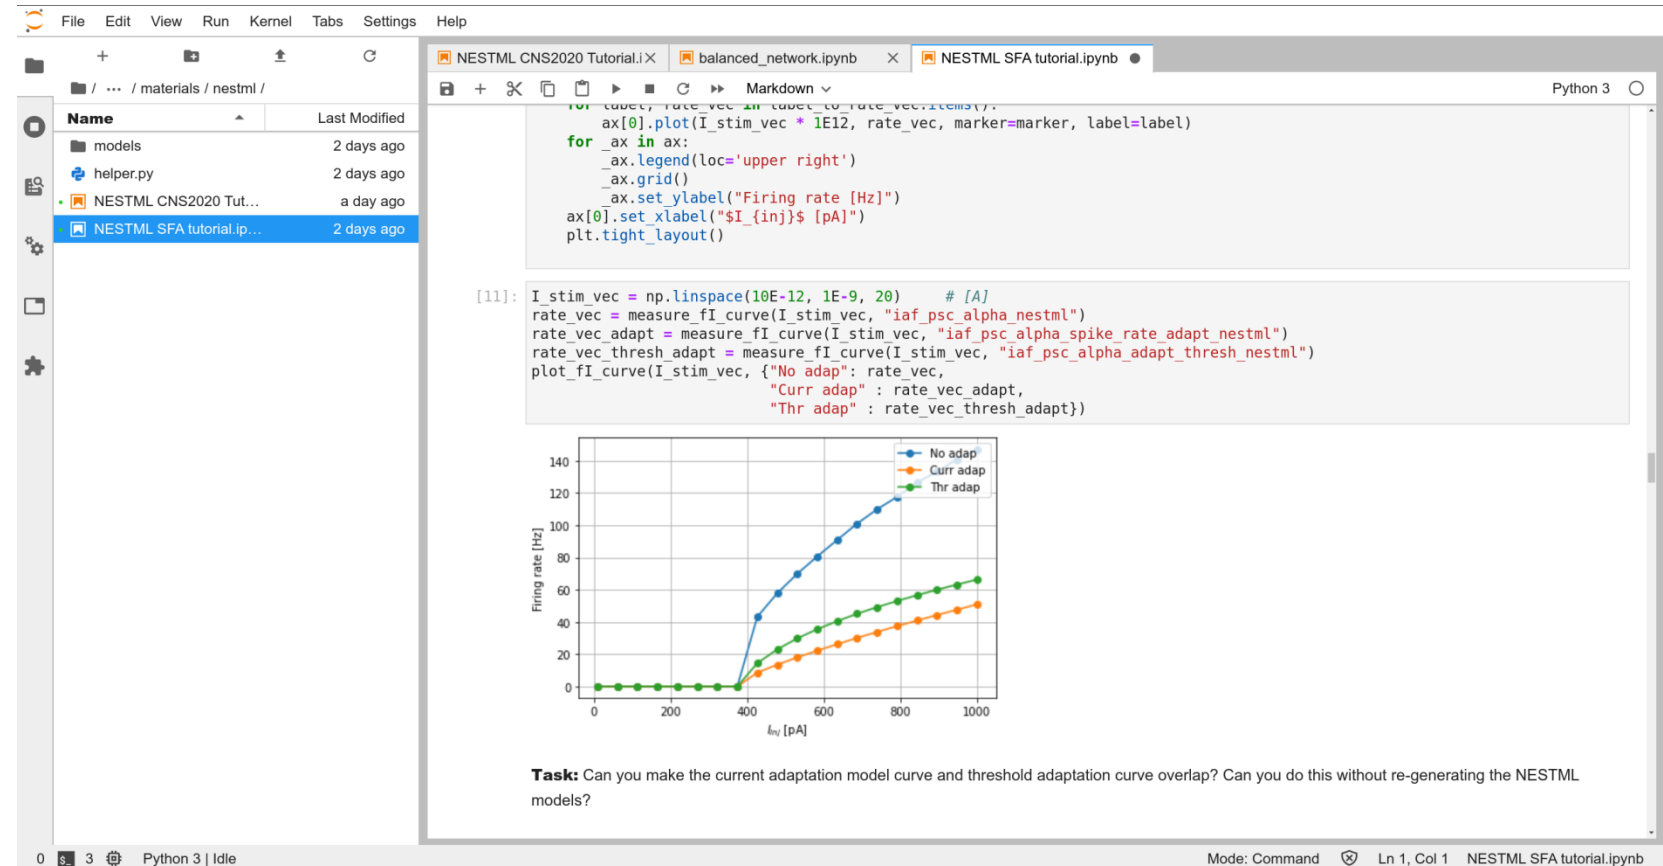 File Edit View Run Kernel Tabs Settings Help
NESTML CNS2020 Tutorial.i
balanced_network.ipynb
NESTML SFA tutorial.ipynb
/ ··· / materials / nestml /
Markdown
Python 3
Name Last Modified
models 2 days ago
helper.py 2 days ago
NESTML CNS2020 Tut... a day ago
NESTML SFA tutorial.ip... 2 days ago
for label, rate_vec in label_to_rate_vec.items():
ax[0].plot(I_stim_vec * 1E12, rate_vec, marker=marker, label=label)
for _ax in ax:
_ax.legend(loc='upper right')
_ax.grid()
_ax.set_ylabel("Firing rate [Hz]")
ax[0].set_xlabel("$I_{inj}$ [pA]")
plt.tight_layout()
[11]: I_stim_vec = np.linspace(10E-12, 1E-9, 20) # [A]
rate_vec = measure_fI_curve(I_stim_vec, "iaf_psc_alpha_nestml")
rate_vec_adapt = measure_fI_curve(I_stim_vec, "iaf_psc_alpha_spike_rate_adapt_nestml")
rate_vec_thresh_adapt = measure_fI_curve(I_stim_vec, "iaf_psc_alpha_adapt_thresh_nestml")
plot_fI_curve(I_stim_vec, {"No adap": rate_vec,
"Curr adap" : rate_vec_adapt,
"Thr adap" : rate_vec_thresh_adapt})
No adap
Curr adap
Thr adap
140
120
100
80
60
40
20
0
Firing rate [Hz]
0 200 400 600 800 1000
I_inj [pA]
Task: Can you make the current adaptation model curve and threshold adaptation curve overlap? Can you do this without re-generating the NESTML
models?
0 $_ 3 Python 3 | Idle
Mode: Command Ln 1, Col 1 NESTML SFA tutorial.ipynb